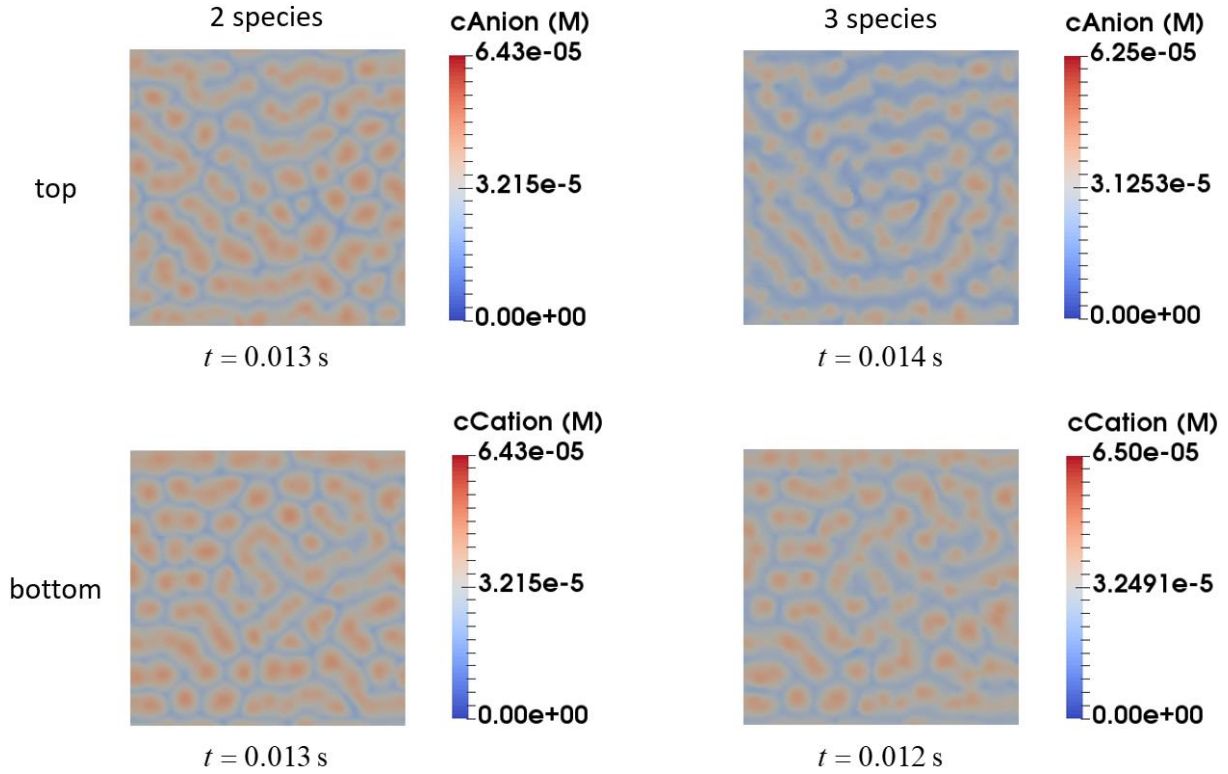 2 species
cAnion (M)
6.43e-05
3.215e-5
0.00e+00
3 species
cAnion (M)
6.25e-05
3.1253e-5
0.00e+00
top
t = 0.013 s
t = 0.014 s
cCation (M)
6.43e-05
3.215e-5
0.00e+00
cCation (M)
6.50e-05
3.2491e-5
0.00e+00
bottom
t = 0.013 s
t = 0.012 s